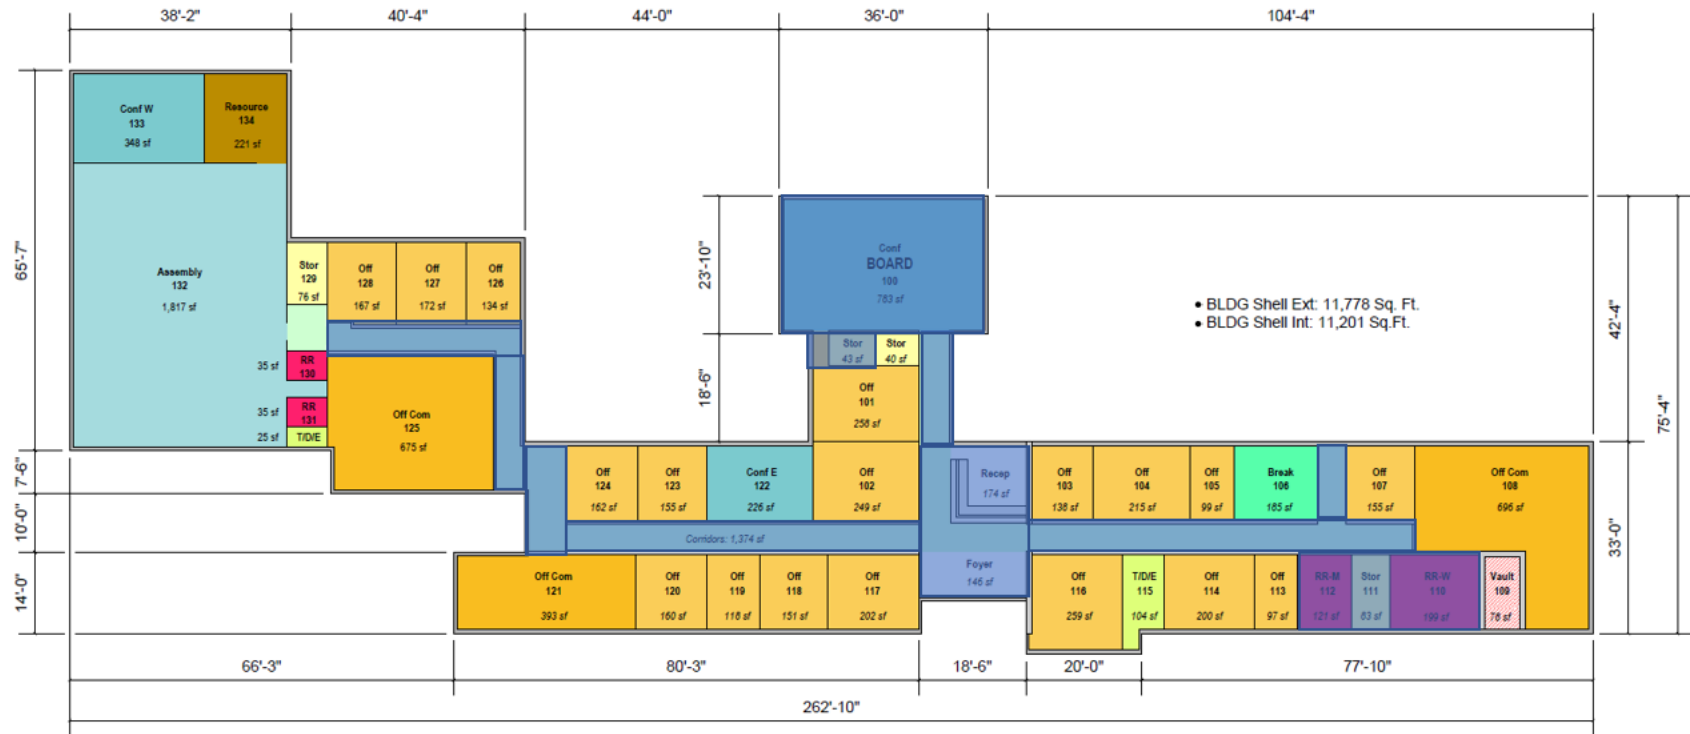 38'-2"
40'-4"
44'-0"
36'-0"
104'-4"
Conf W
133
348 sf
Resource
134
221 sf
65'-7"
Assembly
132
1,817 sf
Stor
129
76 sf
Off
128
167 sf
Off
127
172 sf
Off
126
134 sf
23'-10"
Conf
BOARD
100
783 sf
• BLDG Shell Ext: 11,778 Sq. Ft.
• BLDG Shell Int: 11,201 Sq.Ft.
42'-4"
75'-4"
35 sf
RR
130
35 sf
RR
131
25 sf
T/D/E
Off Com
125
675 sf
18'-6"
Stor
43 sf
Stor
40 sf
Off
101
258 sf
7'-6"
10'-0"
14'-0"
Off
124
162 sf
Off
123
155 sf
Conf E
122
226 sf
Off
102
249 sf
Recep
174 sf
Off
103
138 sf
Off
104
215 sf
Off
105
99 sf
Break
106
185 sf
Off
107
155 sf
Off Com
108
696 sf
33'-0"
Corridors: 1,374 sf
Off Com
121
393 sf
Off
120
160 sf
Off
119
118 sf
Off
118
151 sf
Off
117
202 sf
Foyer
146 sf
Off
116
259 sf
T/D/E
115
104 sf
Off
114
200 sf
Off
113
97 sf
RR-M
112
121 sf
Stor
111
83 sf
RR-W
110
199 sf
Vault
109
78 sf
66'-3"
80'-3"
18'-6"
20'-0"
77'-10"
262'-10"